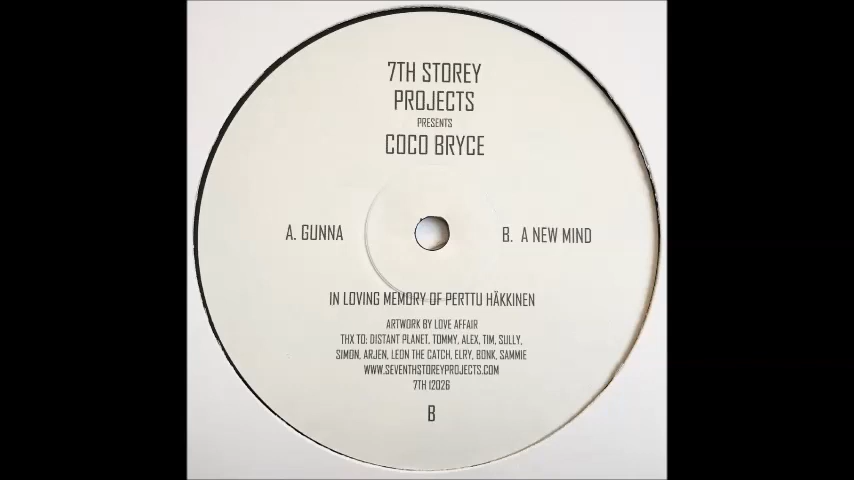 7TH STOREY
PROJECTS
PRESENTS
COCO BRYCE
A. GUNNA
B. A NEW MIND
IN LOVING MEMORY OF PERTTU HÄKKINEN
ARTWORK BY LOVE AFFAIR
THX TO: DISTANT PLANET, TOMMY, ALEX, TIM, SULLY,
SIMON, ARJEN, LEON THE CATCH, ELRY, BONK, SAMMIE
WWW.SEVENTHSTOREYPROJECTS.COM
7TH 12026
B